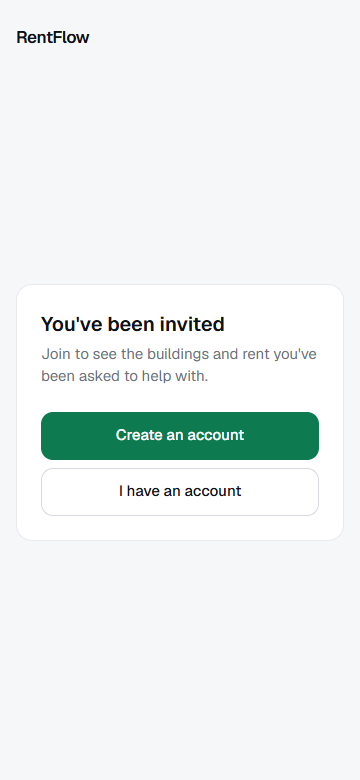 RentFlow
You've been invited
Join to see the buildings and rent you've
been asked to help with.
Create an account
I have an account